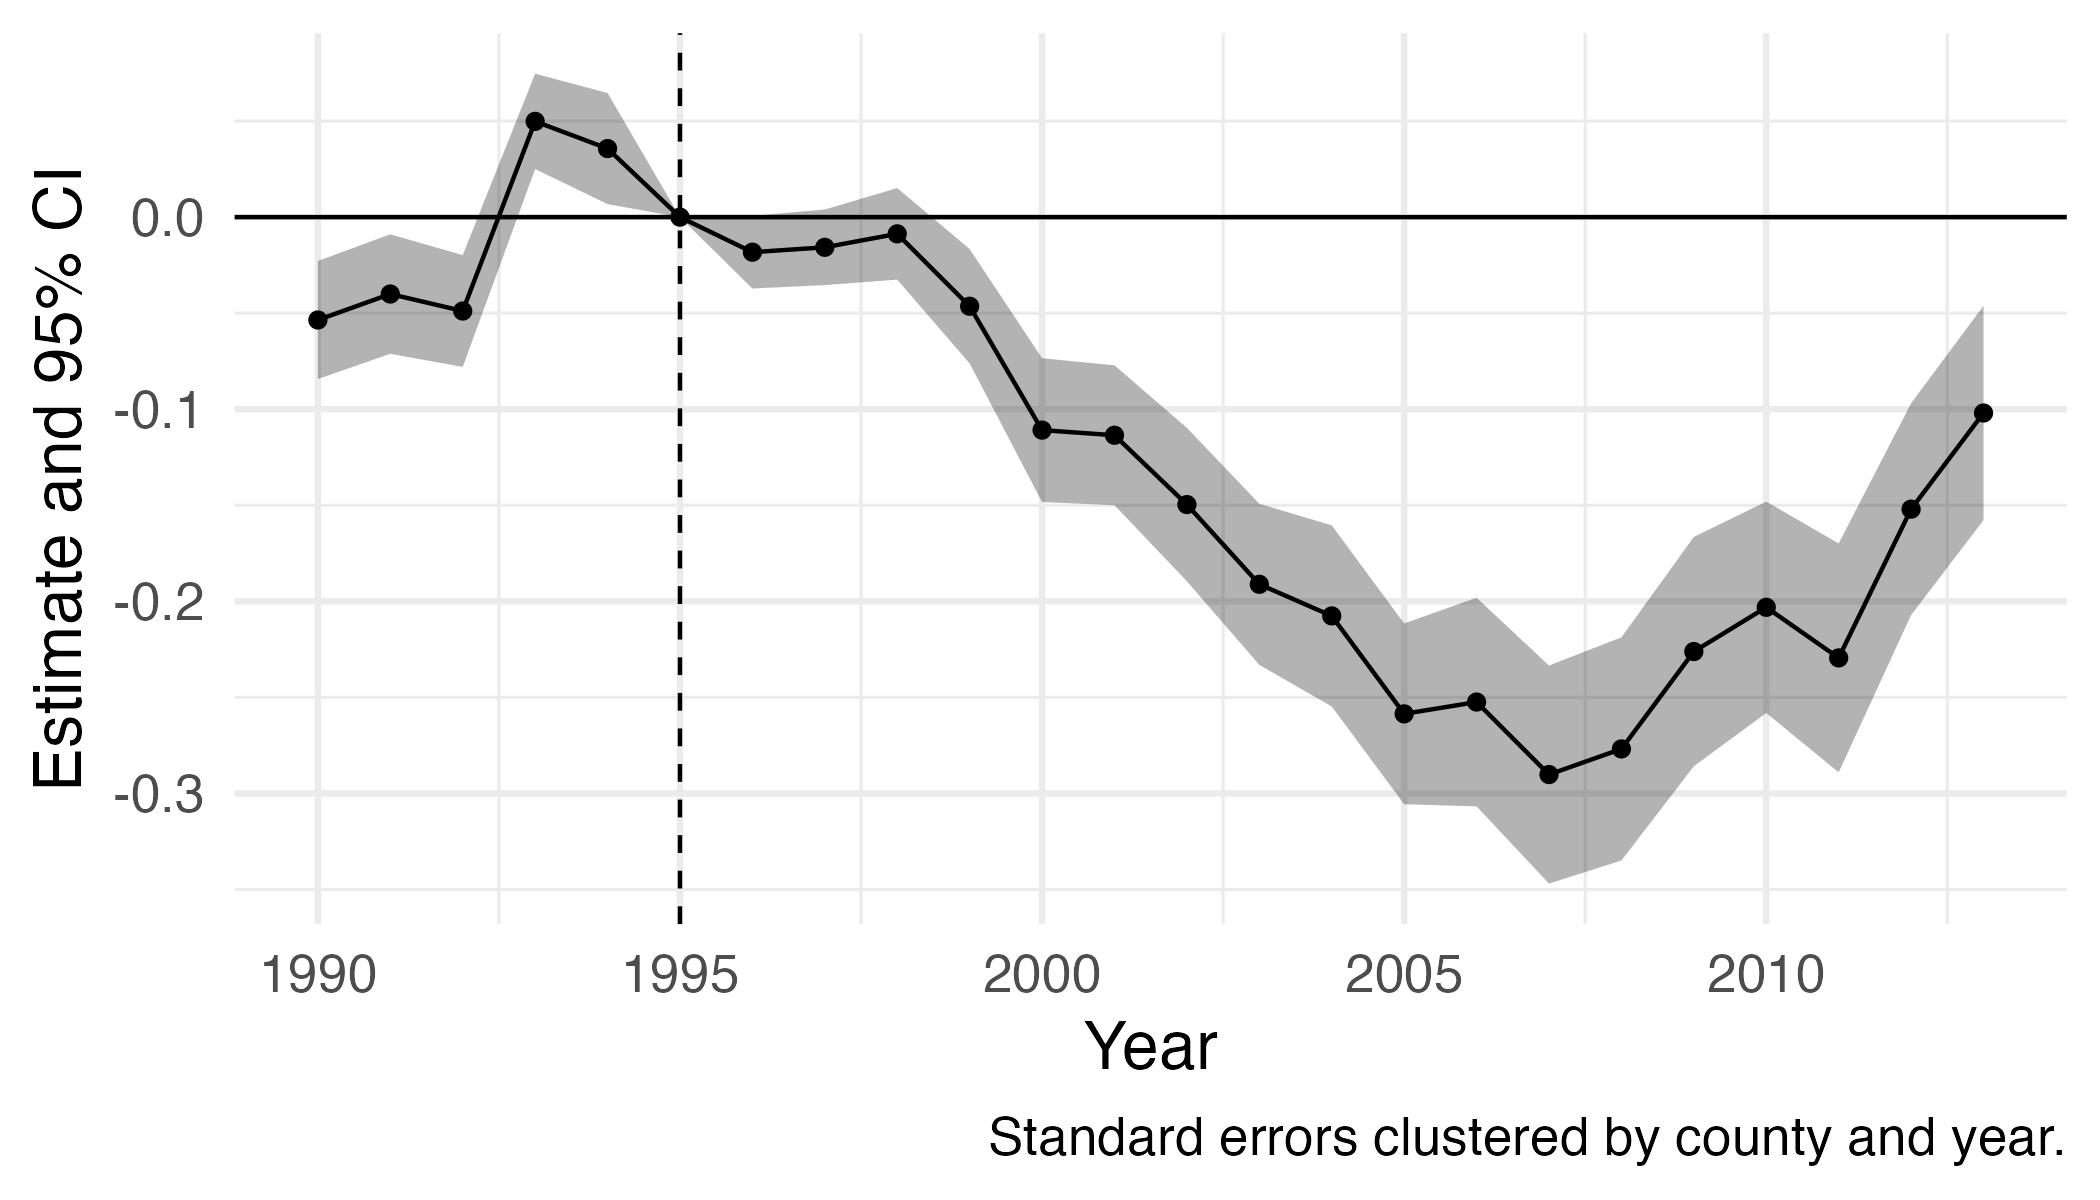 Estimate and 95% CI
0.0
-0.1
-0.2
-0.3
1990 1995 2000 2005 2010
Year
Standard errors clustered by county and year.